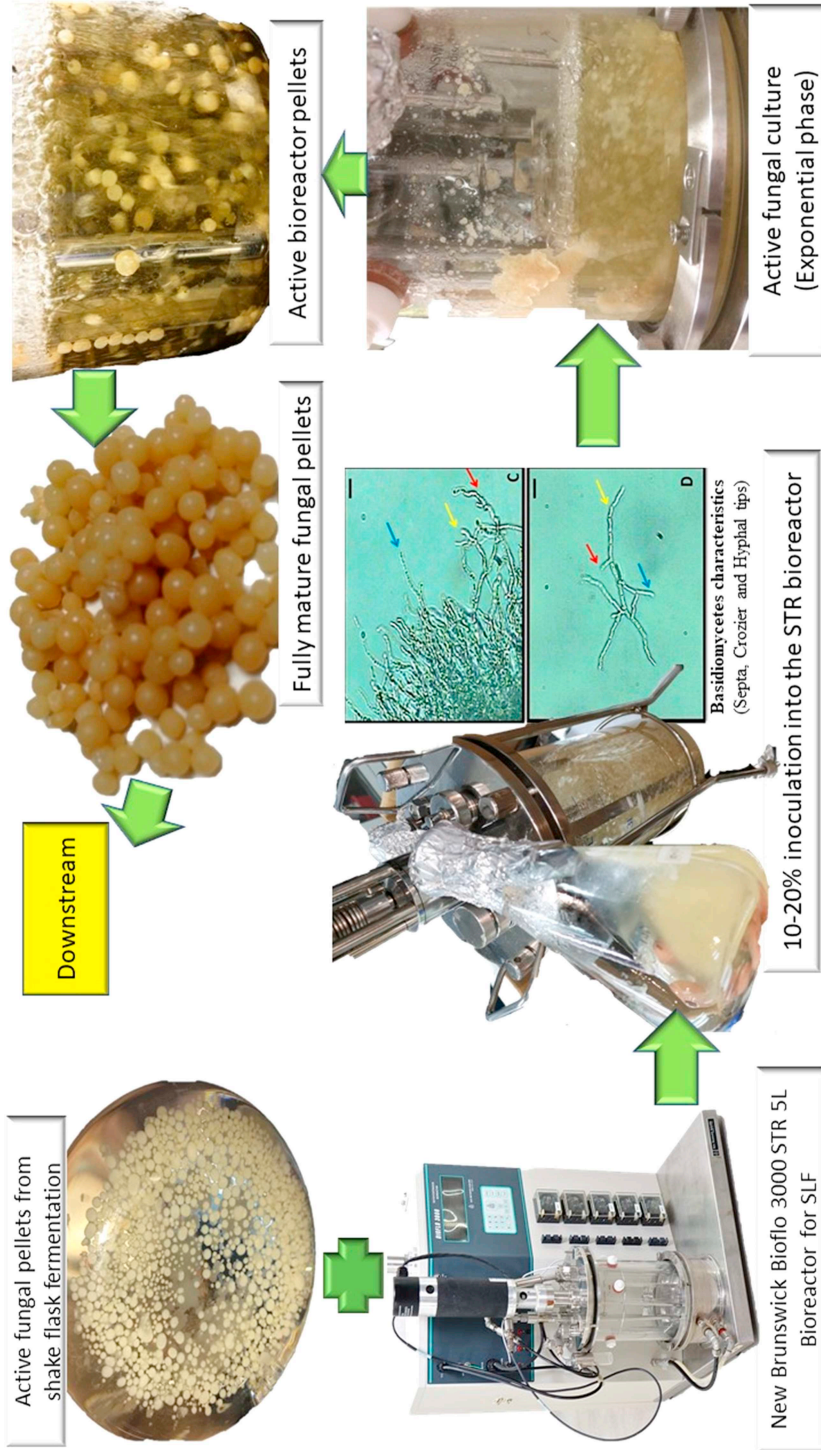 Active fungal pellets from
shake flask fermentation
New Brunswick Bioflo 3000 STR 5L
Bioreactor for SLF
10-20% inoculation into the STR bioreactor
C
D
Basidiomycetes characteristics
(Septa, Crozier and Hyphal tips)
Active fungal culture
(Exponential phase)
Active bioreactor pellets
Fully mature fungal pellets
Downstream